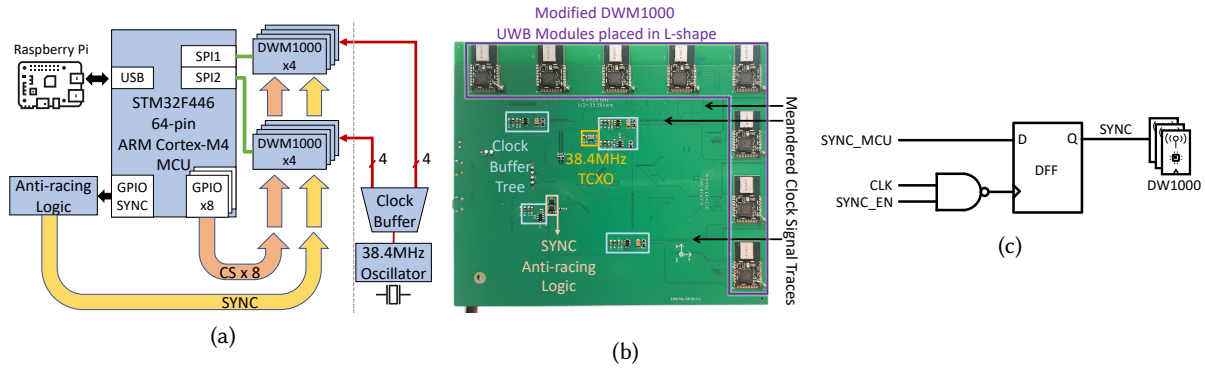 Raspberry Pi
USB
SPI1
SPI2
STM32F446
64-pin
ARM Cortex-M4
MCU
DWM1000
x4
DWM1000
x4
Anti-racing
Logic
GPIO
SYNC
GPIO
x8
CS x 8
SYNC
4
4
Clock
Buffer
38.4MHz
Oscillator
(a)
Modified DWM1000
UWB Modules placed in L-shape
Clock
Buffer
Tree
38.4MHz
TCXO
SYNC
Anti-racing
Logic
Meandered Clock Signal Traces
(b)
SYNC_MCU
CLK
SYNC_EN
D
Q
DFF
SYNC
DW1000
(c)